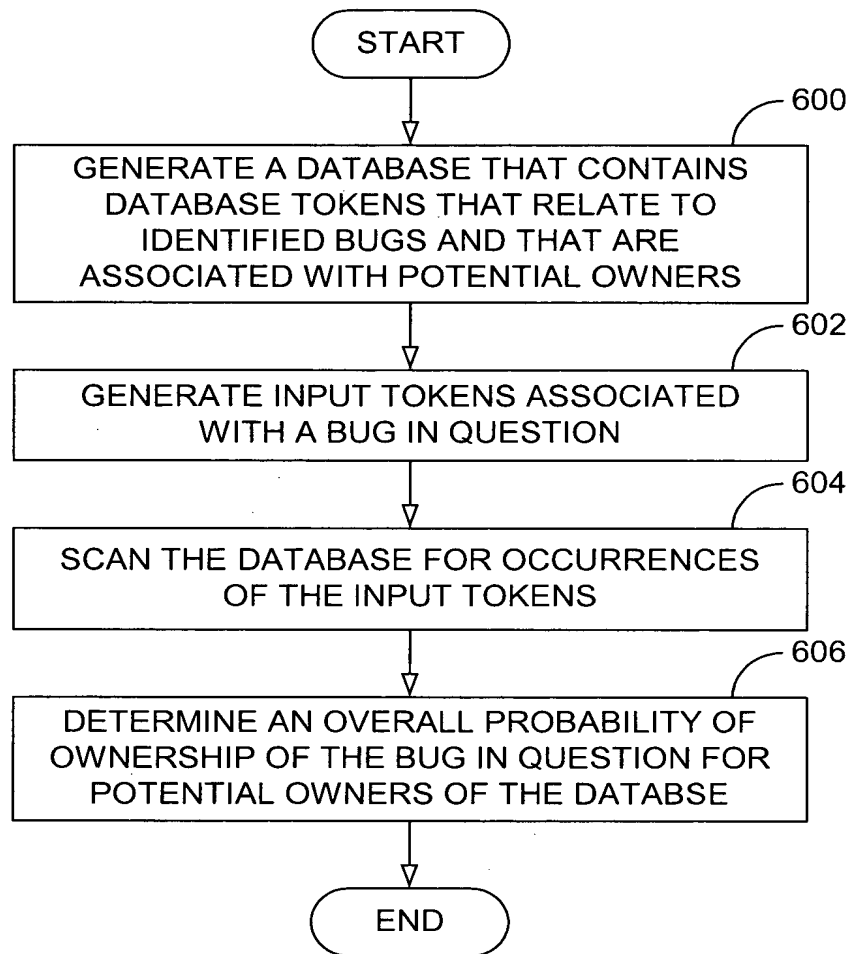 START
600
GENERATE A DATABASE THAT CONTAINS
DATABASE TOKENS THAT RELATE TO
IDENTIFIED BUGS AND THAT ARE
ASSOCIATED WITH POTENTIAL OWNERS
602
GENERATE INPUT TOKENS ASSOCIATED
WITH A BUG IN QUESTION
604
SCAN THE DATABASE FOR OCCURRENCES
OF THE INPUT TOKENS
606
DETERMINE AN OVERALL PROBABILITY OF
OWNERSHIP OF THE BUG IN QUESTION FOR
POTENTIAL OWNERS OF THE DATABSE
END